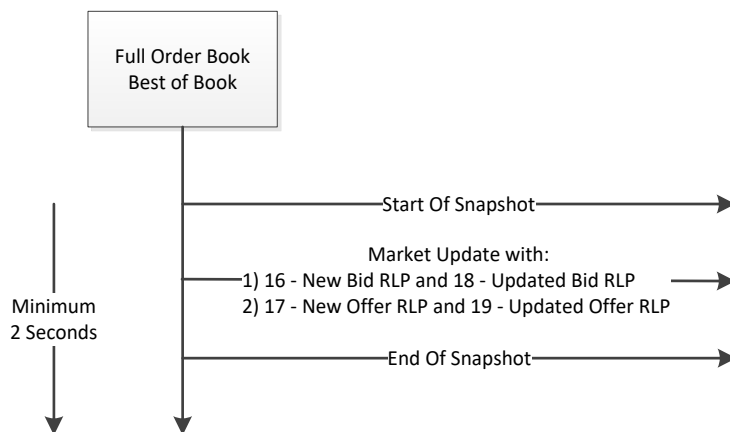 Full Order Book
Best of Book
Start Of Snapshot
Market Update with:
1) 16 - New Bid RLP and 18 - Updated Bid RLP
2) 17 - New Offer RLP and 19 - Updated Offer RLP
Minimum
2 Seconds
End Of Snapshot